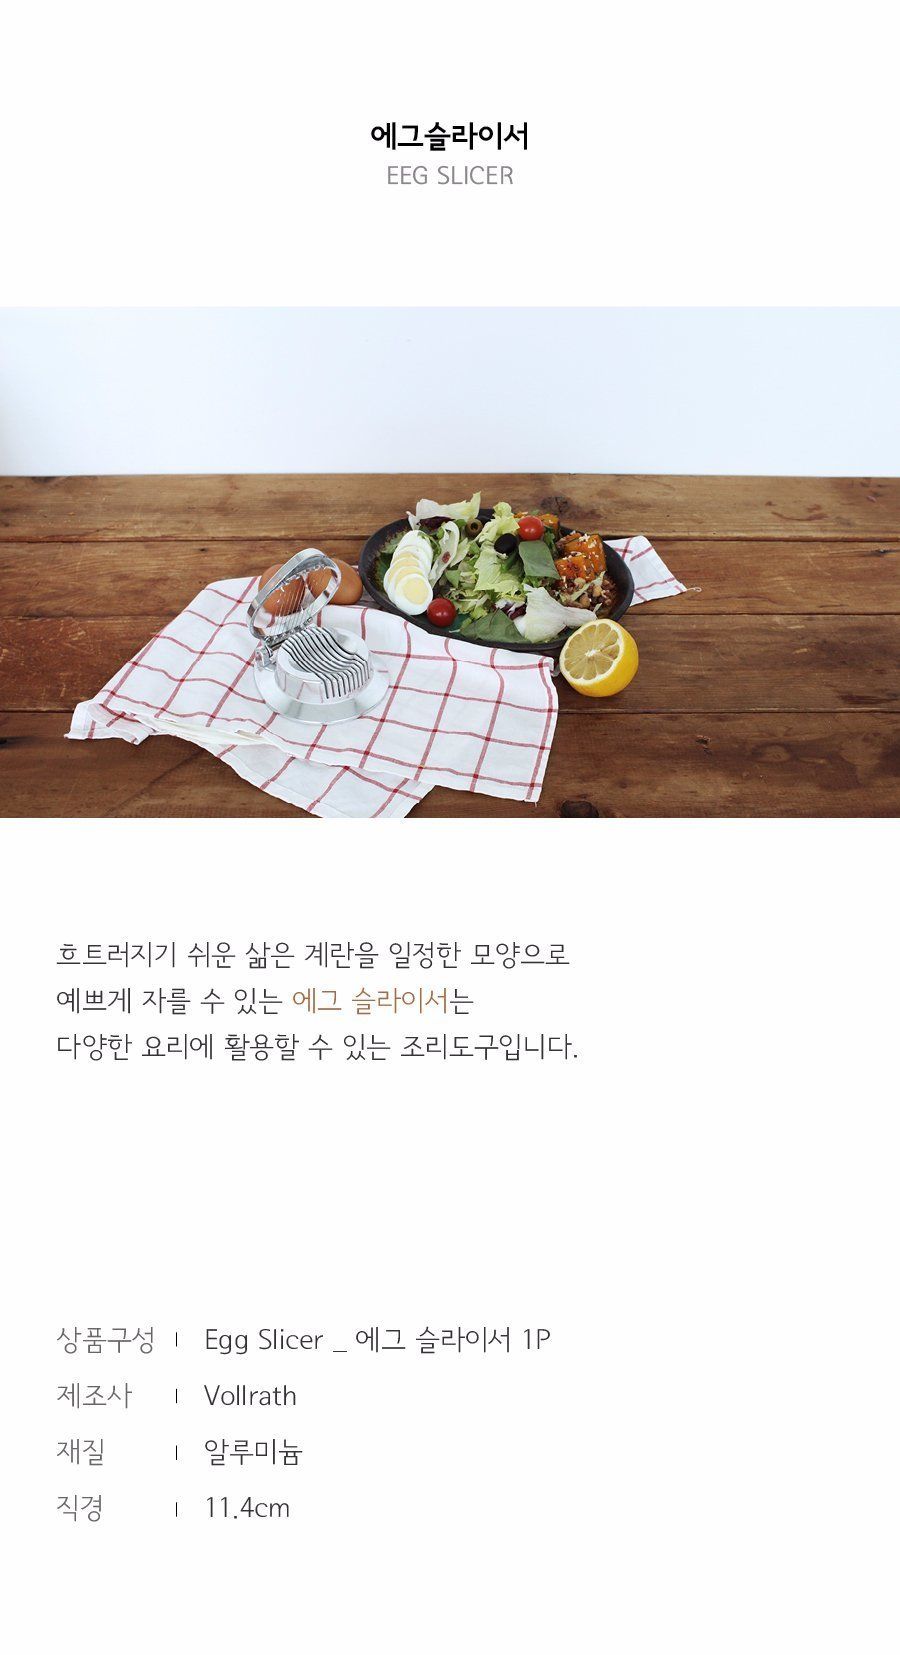 에그슬라이서
EEG SLICER
흐트러지기 쉬운 삶은 계란을 일정한 모양으로
예쁘게 자를 수 있는 에그 슬라이서는
다양한 요리에 활용할 수 있는 조리도구입니다.
상품구성 | Egg Slicer _ 에그 슬라이서 1P
제조사 | Vollrath
재질 | 알루미늄
직경 | 11.4cm